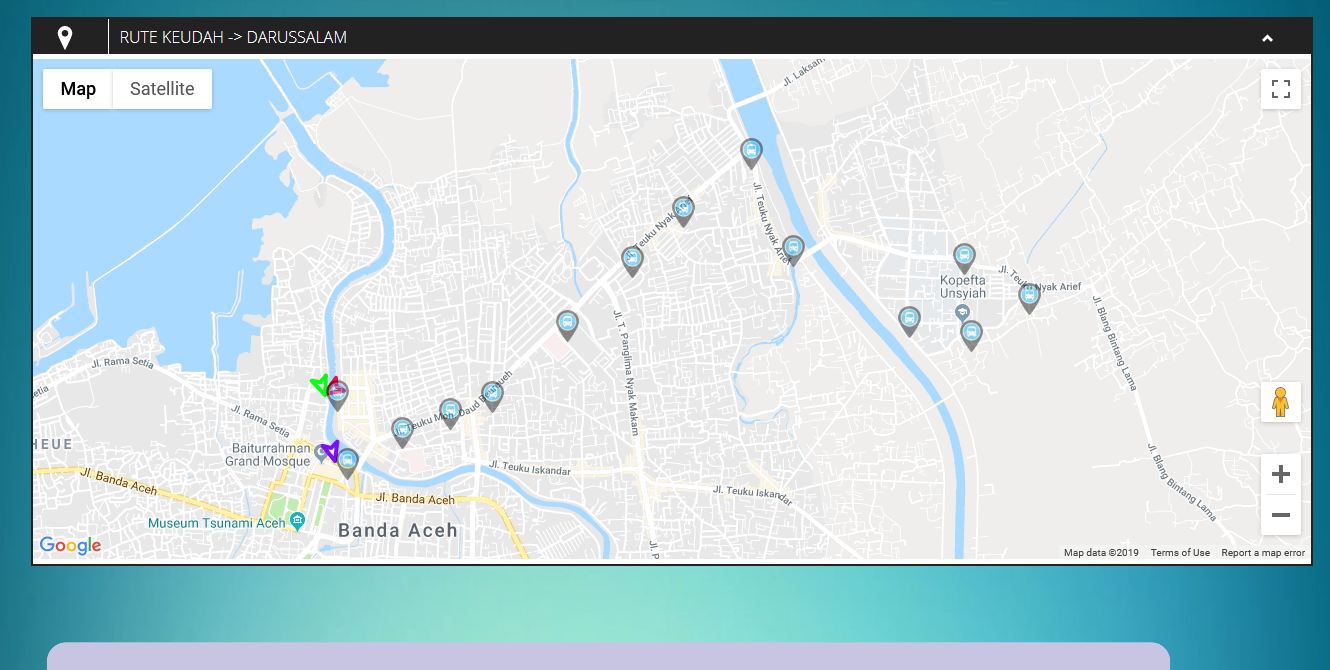 RUTE KEUDAH -> DARUSSALAM
Map
Satellite
Jl. Laksam
Jl. Teuku Nyak Arief
Teuku Nyak
Kopefta
Unsyiah
Jl. Teuku Nyak Arief
Jl. Blang Bintang Lama
Jl. T. Panglima Nyak Makam
Jl. Rama Setia
etia
Jl. Rama Setia
HEUE
Baiturrahman
Grand Mosque
Teuku Moh. Daud
Jl. Teuku Iskandar
Jl. Teuku Iskandar
Jl. Blang Bintang Lama
Jl. Banda Aceh
Jl. Banda Aceh
Museum Tsunami Aceh
Banda Aceh
Jl. P
Google
Map data ©2019
Terms of Use
Report a map error